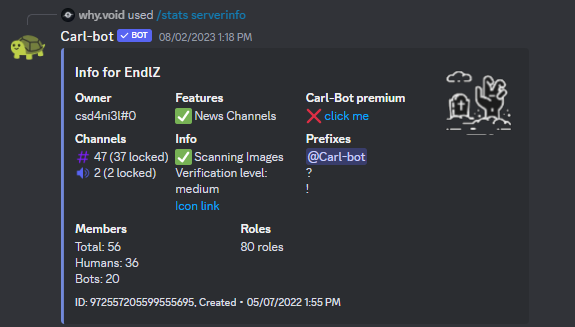 why.void used /stats serverinfo
Carl-bot ✓ BOT 08/02/2023 1:18 PM
Info for EndlZ
Owner
csd4ni3l#0
Features
✅ News Channels
Carl-Bot premium
❌ click me
Channels
# 47 (37 locked)
🔊 2 (2 locked)
Info
✅ Scanning Images
Verification level:
medium
Icon link
Prefixes
@Carl-bot
?
!
Members
Total: 56
Humans: 36
Bots: 20
Roles
80 roles
ID: 972557205599555695, Created • 05/07/2022 1:55 PM